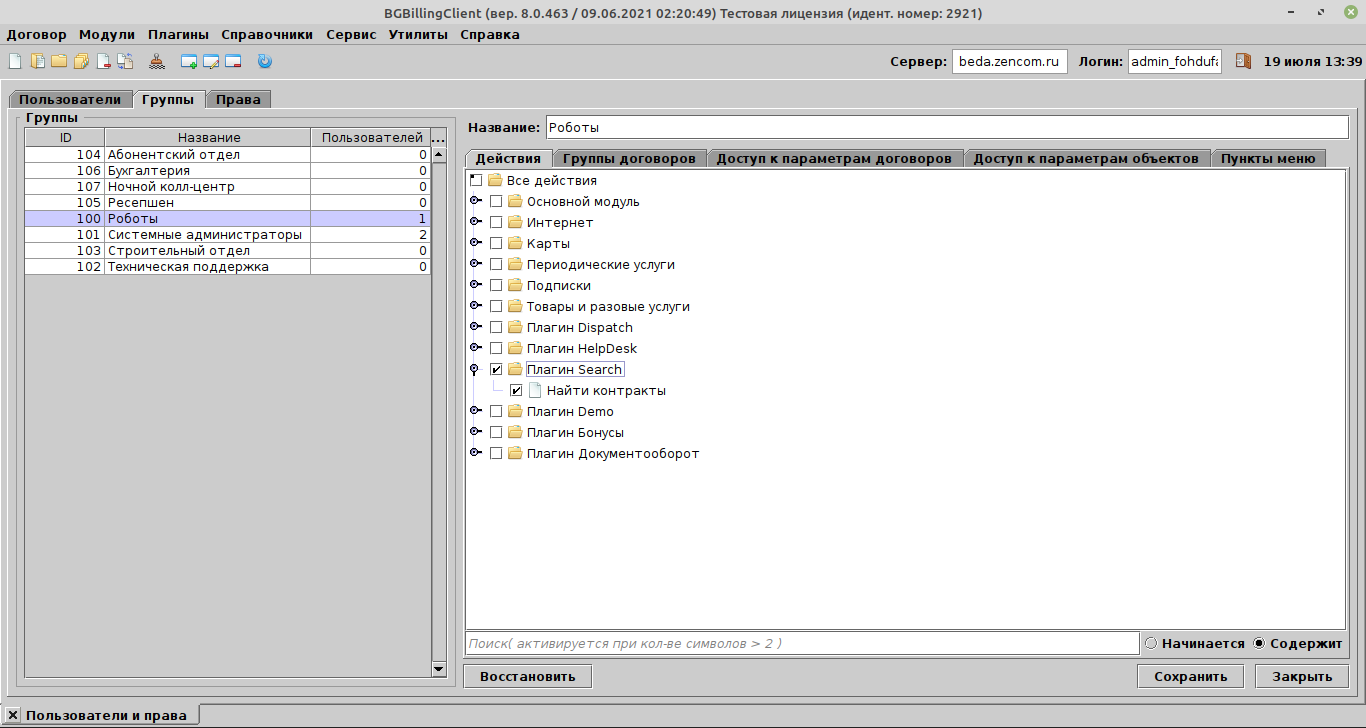 BGBillingClient (вер. 8.0.463 / 09.06.2021 02:20:49) Тестовая лицензия (идент. номер: 2921)
Договор Модули Плагины Справочники Сервис Утилиты Справка
Сервер: beda.zencom.ru Логин: admin_fohdufa 19 июля 13:39
Пользователи Группы Права
Группы
ID Название Пользователей ...
104 Абонентский отдел 0
106 Бухгалтерия 0
107 Ночной колл-центр 0
105 Ресепшен 0
100 Роботы 1
101 Системные администраторы 2
103 Строительный отдел 0
102 Техническая поддержка 0
Название: Роботы
Действия Группы договоров Доступ к параметрам договоров Доступ к параметрам объектов Пункты меню
Все действия
Основной модуль
Интернет
Карты
Периодические услуги
Подписки
Товары и разовые услуги
Плагин Dispatch
Плагин HelpDesk
Плагин Search
Найти контракты
Плагин Demo
Плагин Бонусы
Плагин Документооборот
Поиск( активируется при кол-ве символов > 2 ) Начинается Содержит
Восстановить Сохранить Закрыть
Пользователи и права